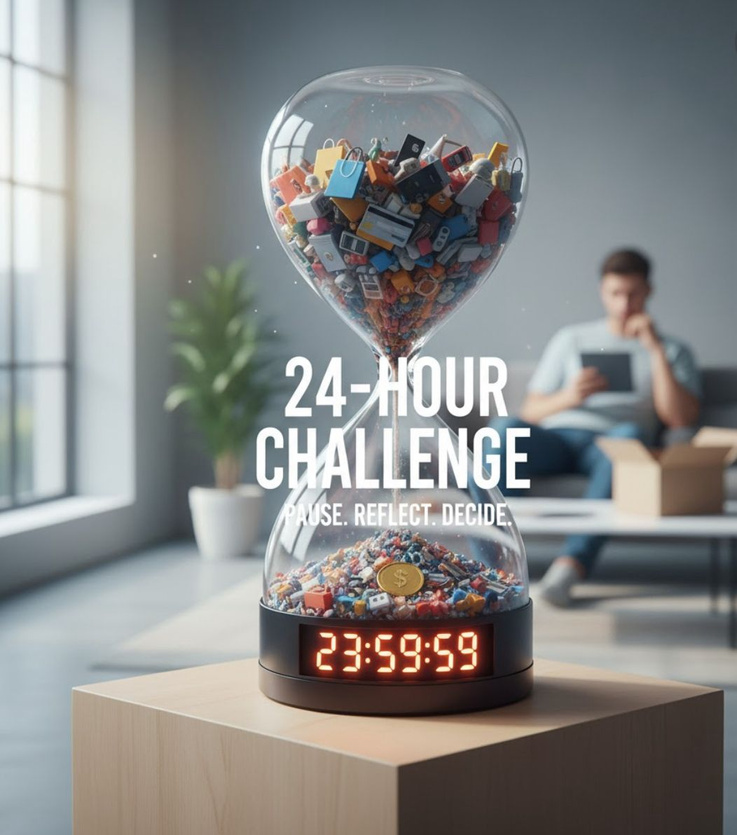 24-HOUR
CHALLENGE
PAUSE. REFLECT. DECIDE.
$
23:59:59